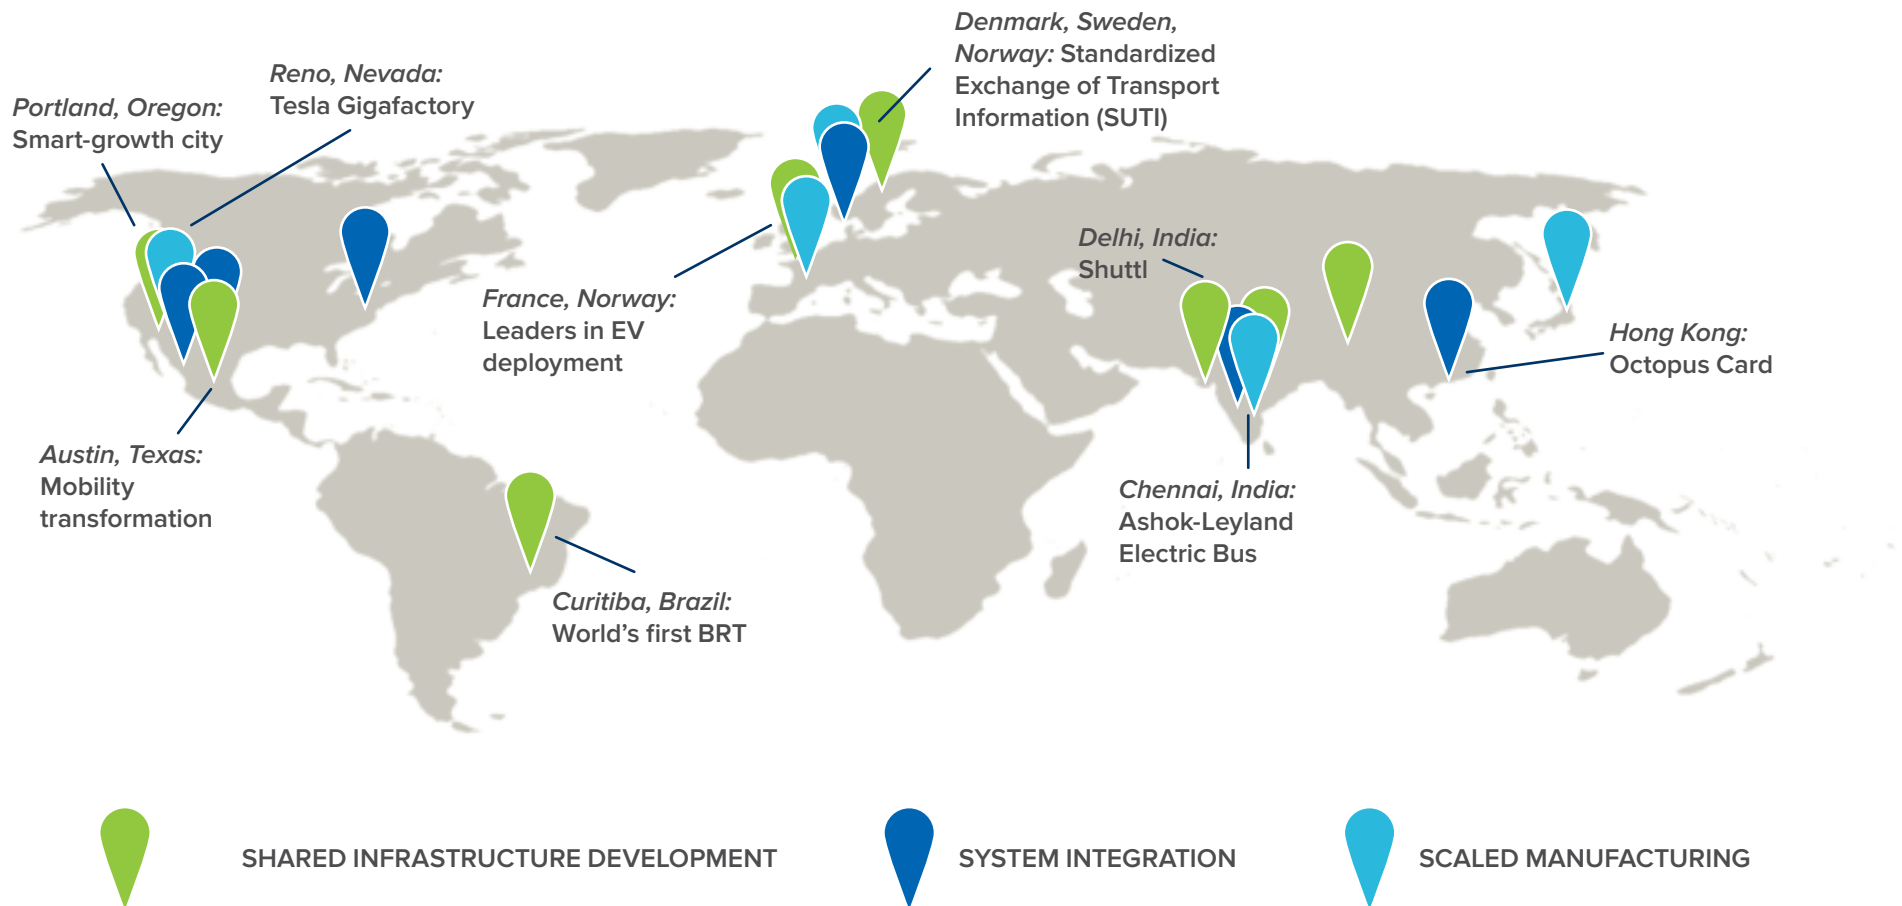 Denmark, Sweden,
Norway: Standardized
Exchange of Transport
Information (SUTI)
Reno, Nevada:
Tesla Gigafactory
Portland, Oregon:
Smart-growth city
Delhi, India:
Shuttl
France, Norway:
Leaders in EV
deployment
Hong Kong:
Octopus Card
Austin, Texas:
Mobility
transformation
Chennai, India:
Ashok-Leyland
Electric Bus
Curitiba, Brazil:
World’s first BRT
SHARED INFRASTRUCTURE DEVELOPMENT
SYSTEM INTEGRATION
SCALED MANUFACTURING